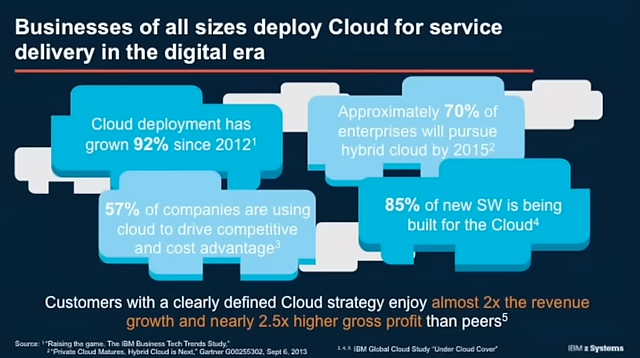 Businesses of all sizes deploy Cloud for service
delivery in the digital era
Cloud deployment has
grown 92% since 2012¹
Approximately 70% of
enterprises will pursue
hybrid cloud by 2015²
57% of companies are using
cloud to drive competitive
and cost advantage³
85% of new SW is being
built for the Cloud⁴
Customers with a clearly defined Cloud strategy enjoy almost 2x the revenue
growth and nearly 2.5x higher gross profit than peers⁵
Source: ¹ "Raising the game, The IBM Business Tech Trends Study,"
² "Private Cloud Matures, Hybrid Cloud is Next," Gartner G00255302, Sept 6, 2013
³, ⁴, ⁵ IBM Global Cloud Study "Under Cloud Cover"
IBM z Systems